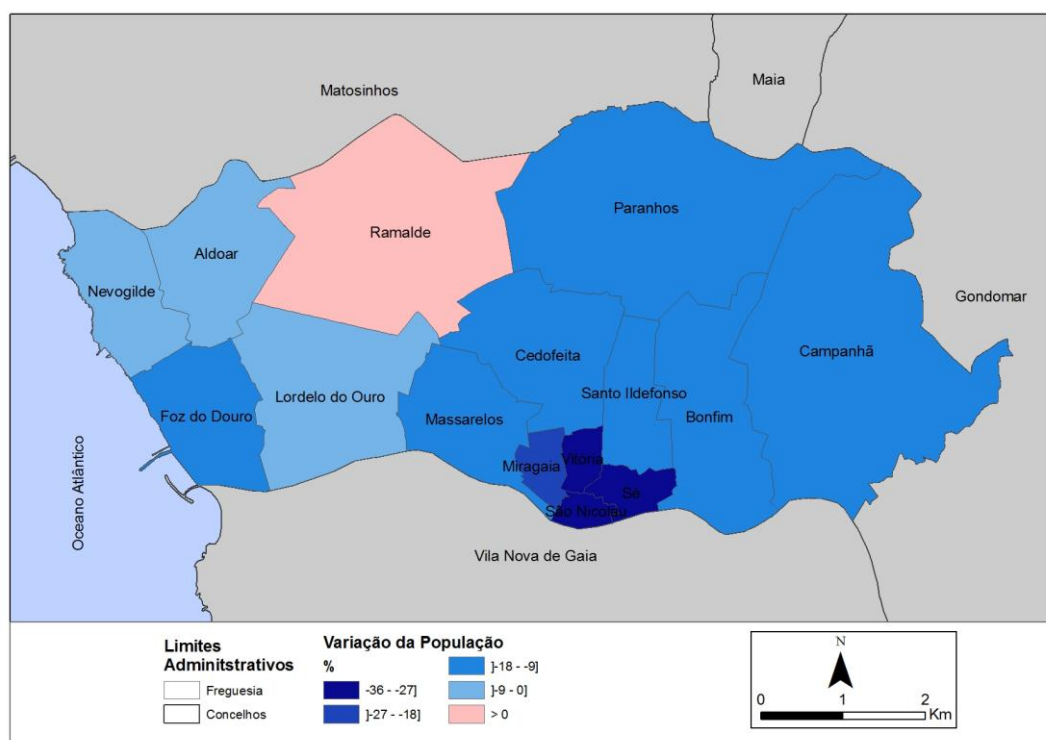 Maia
Matosinhos
Paranhos
Ramalde
Aldoar
Nevogilde
Gondomar
Campanhã
Cedofeita
Santo Ildefonso
Lordelo do Ouro
Foz do Douro
Massarelos
Bonfim
Vitória
Miragaia
Sé
São Nicolau
Oceano Atlântico
Vila Nova de Gaia
Limites
Adminitstrativos
Freguesia
Concelhos
Variação da População
%
-36 - -27]
]-27 - -18]
]-18 - -9]
]-9 - 0]
> 0
N
0 1 2
Km